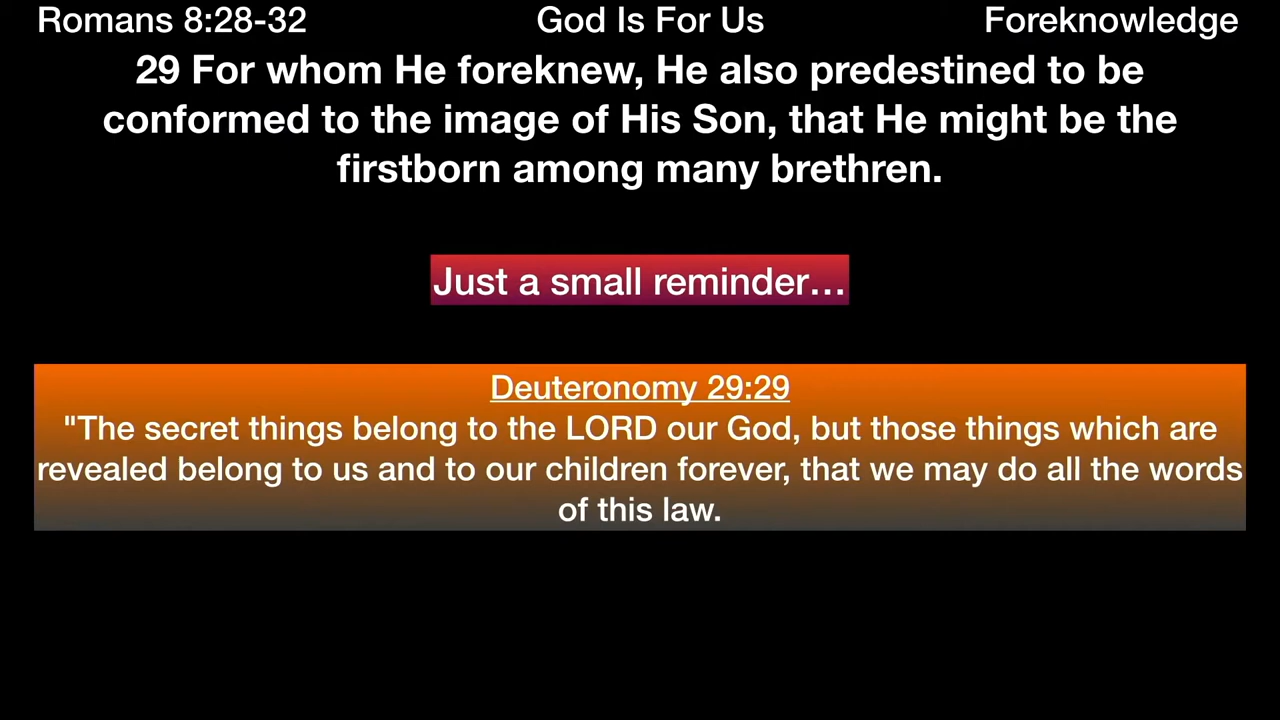 Romans 8:28-32 God Is For Us Foreknowledge
29 For whom He foreknew, He also predestined to be
conformed to the image of His Son, that He might be the
firstborn among many brethren.
Just a small reminder…
Deuteronomy 29:29
"The secret things belong to the LORD our God, but those things which are
revealed belong to us and to our children forever, that we may do all the words
of this law.